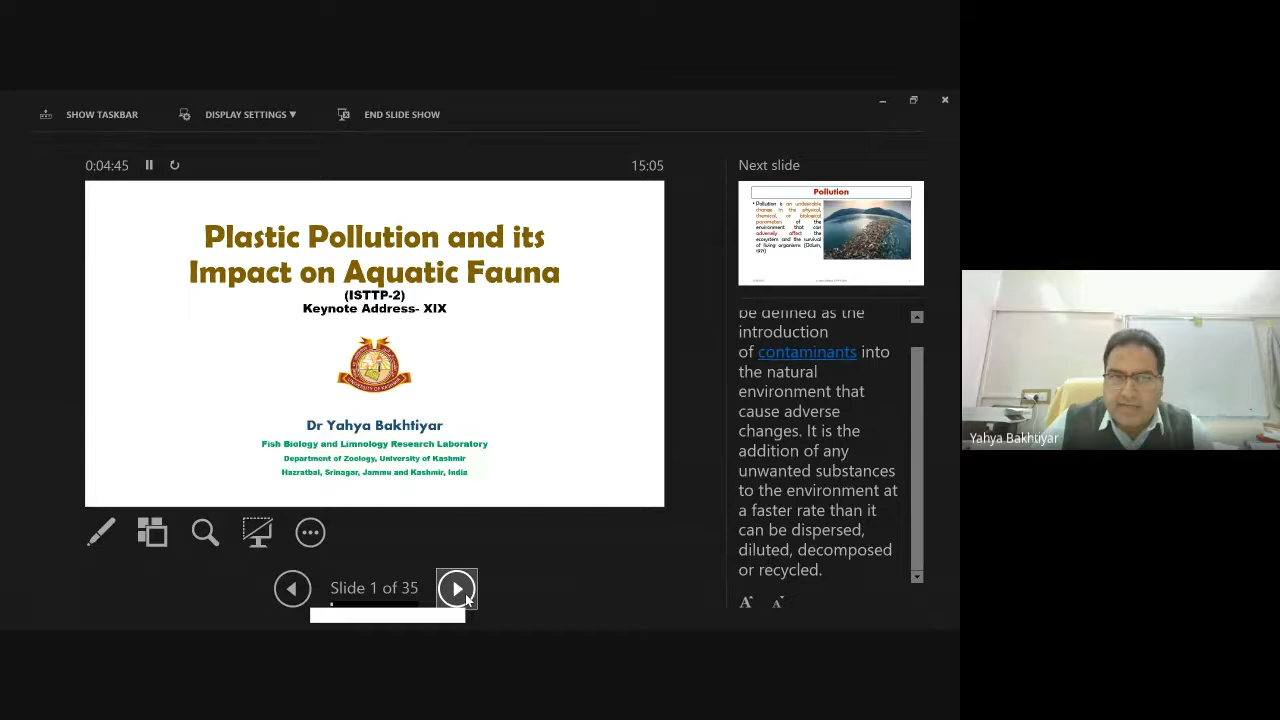 SHOW TASKBAR
DISPLAY SETTINGS ▼
END SLIDE SHOW
0:04:45
15:05
Plastic Pollution and its
Impact on Aquatic Fauna
(ISTTP-2)
Keynote Address- XIX
UNIVERSITY OF KASHMIR
Dr Yahya Bakhtiyar
Fish Biology and Limnology Research Laboratory
Department of Zoology, University of Kashmir
Hazratbal, Srinagar, Jammu and Kashmir, India
Slide 1 of 35
Next slide
Pollution
• Pollution is an undesirable
change in the physical,
chemical, or biological
parameters of the
environment that can
adversely affect the
ecosystem and the survival
of living organisms (Odum,
1971)
be defined as the
introduction
of contaminants into
the natural
environment that
cause adverse
changes. It is the
addition of any
unwanted substances
to the environment at
a faster rate than it
can be dispersed,
diluted, decomposed
or recycled.
A A
Yahya Bakhtiyar